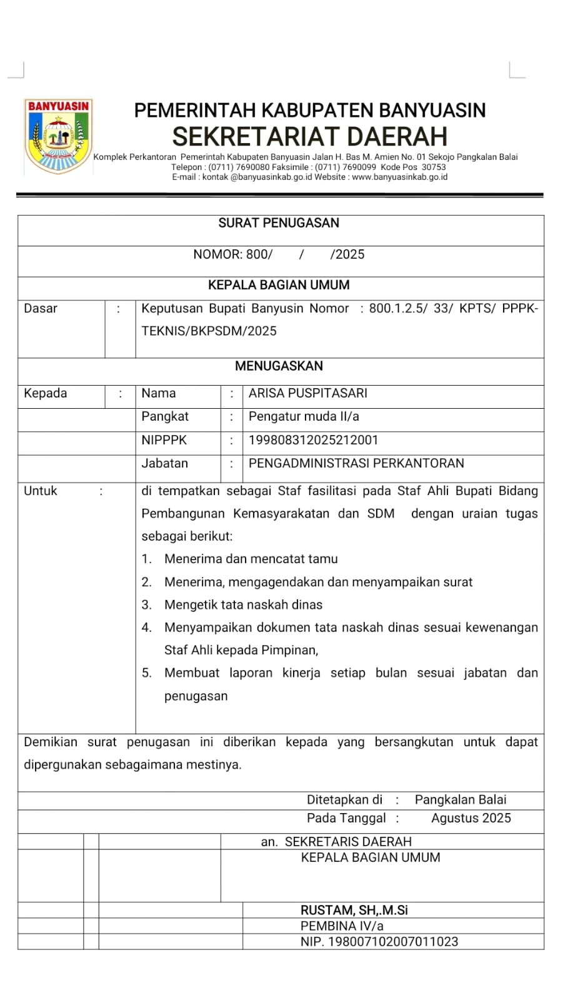 BANYUASIN
PEMERINTAH KABUPATEN BANYUASIN
SEKRETARIAT DAERAH
Komplek Perkantoran Pemerintah Kabupaten Banyuasin Jalan H. Bas M. Amien No. 01 Sekojo Pangkalan Balai
Telepon : (0711) 7690080 Faksimile : (0711) 7690099 Kode Pos 30753
E-mail : kontak @banyuasinkab.go.id Website : www.banyuasinkab.go.id
SURAT PENUGASAN
NOMOR: 800/ / /2025
KEPALA BAGIAN UMUM
Dasar : Keputusan Bupati Banyusin Nomor : 800.1.2.5/ 33/ KPTS/ PPPK-
TEKNIS/BKPSDM/2025
MENUGASKAN
Kepada : Nama : ARISA PUSPITASARI
Pangkat : Pengatur muda II/a
NIPPPK : 199808312025212001
Jabatan : PENGADMINISTRASI PERKANTORAN
Untuk : di tempatkan sebagai Staf fasilitasi pada Staf Ahli Bupati Bidang
Pembangunan Kemasyarakatan dan SDM dengan uraian tugas
sebagai berikut:
1. Menerima dan mencatat tamu
2. Menerima, mengagendakan dan menyampaikan surat
3. Mengetik tata naskah dinas
4. Menyampaikan dokumen tata naskah dinas sesuai kewenangan
Staf Ahli kepada Pimpinan,
5. Membuat laporan kinerja setiap bulan sesuai jabatan dan
penugasan
Demikian surat penugasan ini diberikan kepada yang bersangkutan untuk dapat
dipergunakan sebagaimana mestinya.
Ditetapkan di : Pangkalan Balai
Pada Tanggal : Agustus 2025
an. SEKRETARIS DAERAH
KEPALA BAGIAN UMUM
RUSTAM, SH,.M.Si
PEMBINA IV/a
NIP. 198007102007011023